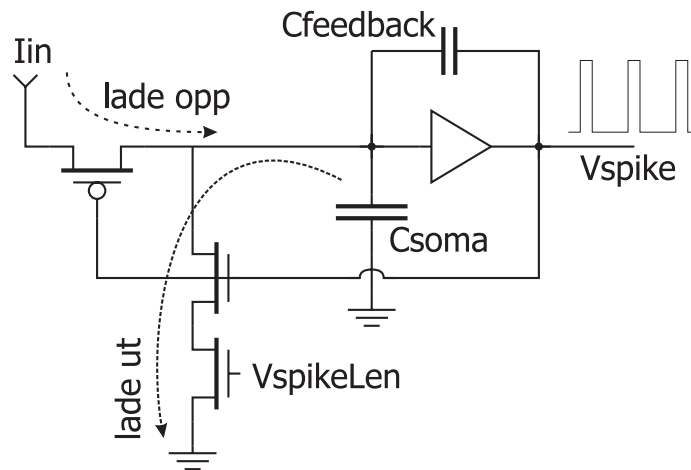 Cfeedback
Iin
lade opp
Vspike
Csoma
lade ut
VspikeLen